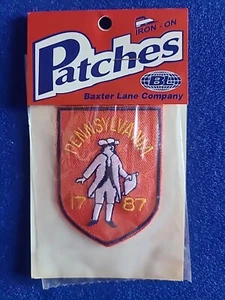 IRON-ON
Patches
BL
Baxter Lane Company
PENNSYLVANIA
17 87